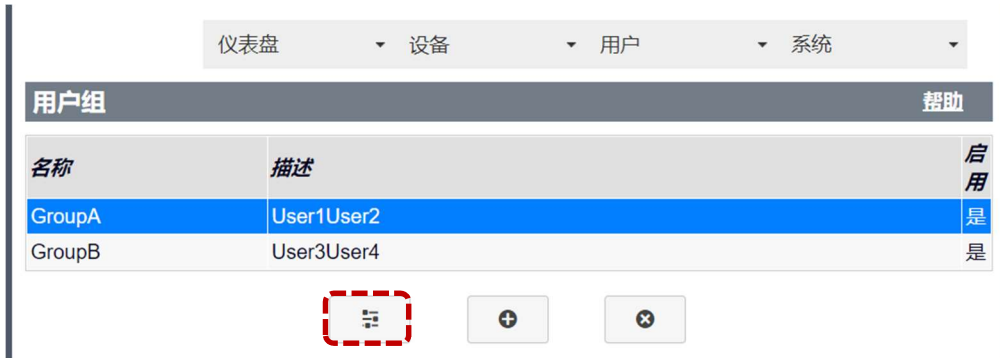 仪表盘 设备 用户 系统
用户组 帮助
名称 描述 启用
GroupA User1User2 是
GroupB User3User4 是